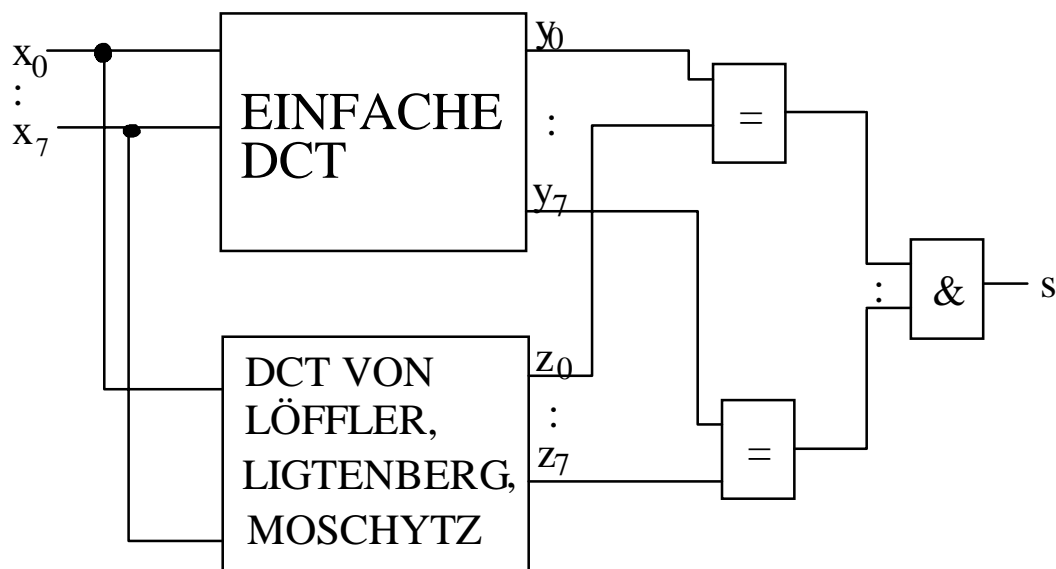 x0
:
x7
EINFACHE
DCT
y0
:
y7
=
:
&
s
DCT VON
LÖFFLER,
LIGTENBERG,
MOSCHYTZ
z0
:
z7
=